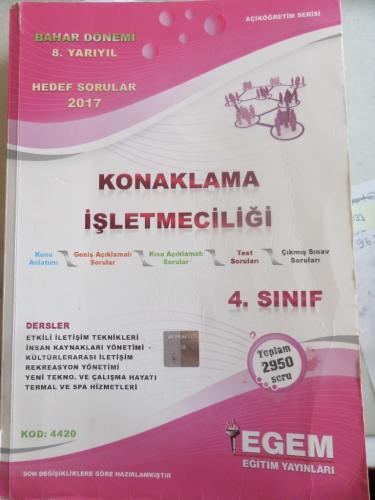 AÇIKÖĞRETİM SERİSİ
BAHAR DÖNEMİ
8. YARIYIL
HEDEF SORULAR
2017
KONAKLAMA
İŞLETMECİLİĞİ
Konu
Anlatımı
Geniş Açıklamalı
Sorular
Kısa Açıklamalı
Sorular
Test
Soruları
Çıkmış Sınav
Soruları
4. SINIF
DERSLER
ETKİLİ İLETİŞİM TEKNİKLERİ
İNSAN KAYNAKLARI YÖNETİMİ -
KÜLTÜRLERARASI İLETİŞİM
REKREASYON YÖNETİMİ
YENİ TEKNO. VE ÇALIŞMA HAYATI
TERMAL VE SPA HİZMETLERİ
Toplam
2950
soru
KOD: 4420
EGEM
EĞİTİM YAYINLARI
SON DEĞİŞİKLİKLERE GÖRE HAZIRLANMIŞTIR